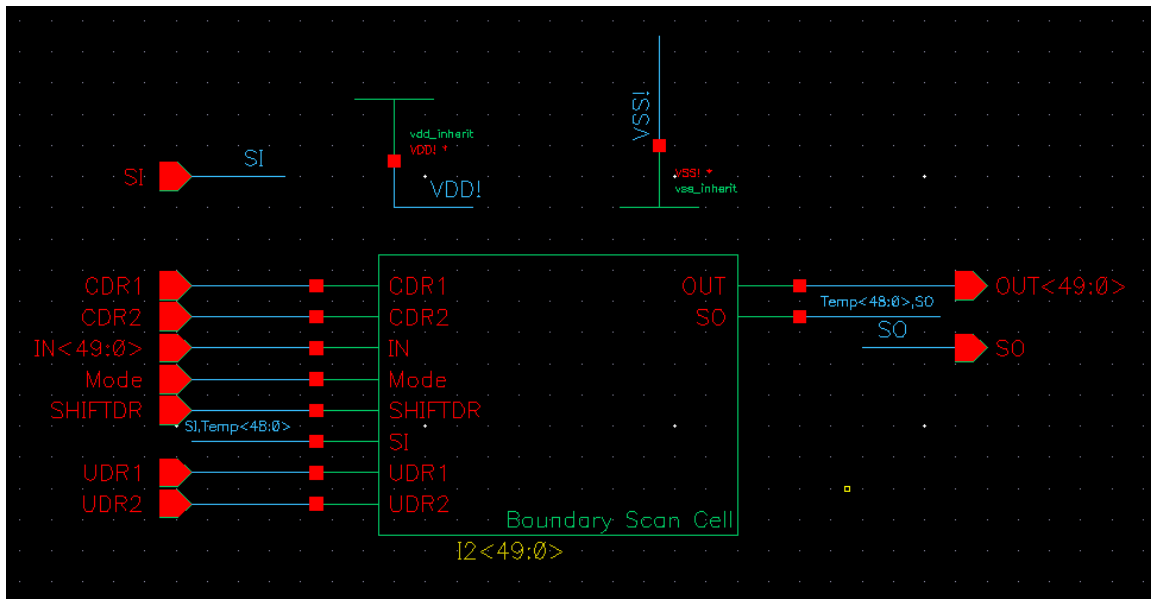 SI
SI
vdd_inherit
VDD! *
VDD!
VSS!
VSS! *
vss_inherit
CDR1
CDR1
OUT
OUT<49:0>
CDR2
CDR2
SO
Temp<48:0>,SO
SO
SO
IN<49:0>
IN
Mode
Mode
SHIFTDR
SHIFTDR
SI,Temp<48:0>
SI
UDR1
UDR1
UDR2
UDR2
Boundary Scan Cell
I2<49:0>